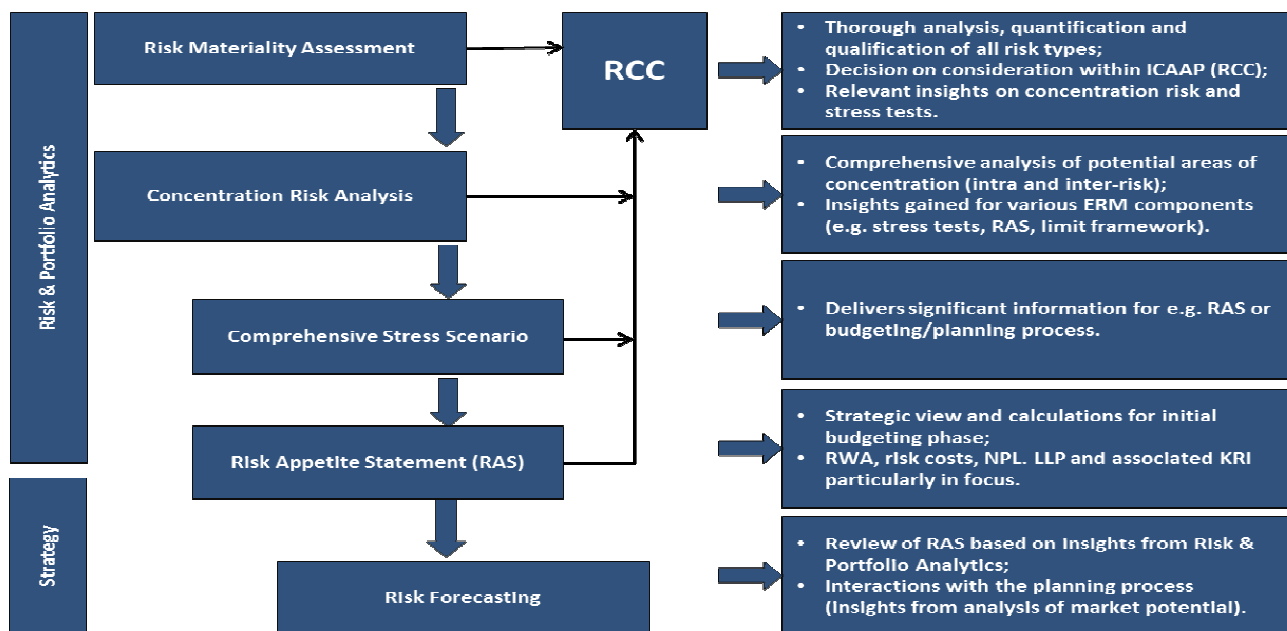 Risk & Portfolio Analytics
Strategy
Risk Materiality Assessment
RCC
Concentration Risk Analysis
Comprehensive Stress Scenario
Risk Appetite Statement (RAS)
Risk Forecasting
• Thorough analysis, quantification and
qualification of all risk types;
• Decision on consideration within ICAAP (RCC);
• Relevant insights on concentration risk and
stress tests.
• Comprehensive analysis of potential areas of
concentration (intra and inter-risk);
• Insights gained for various ERM components
(e.g. stress tests, RAS, limit framework).
• Delivers significant information for e.g. RAS or
budgeting/planning process.
• Strategic view and calculations for initial
budgeting phase;
• RWA, risk costs, NPL. LLP and associated KRI
particularly in focus.
• Review of RAS based on insights from Risk &
Portfolio Analytics;
• Interactions with the planning process
(insights from analysis of market potential).